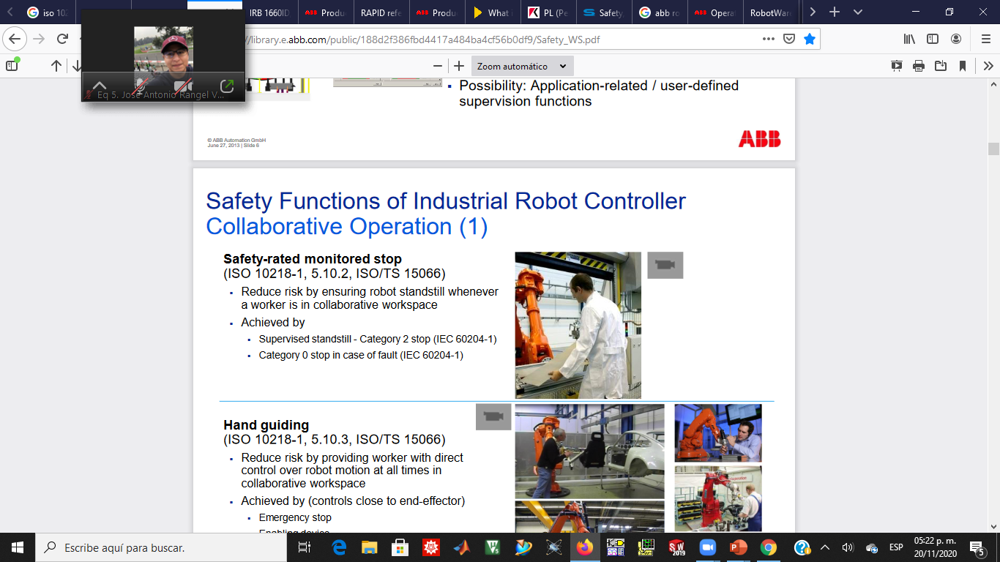 iso 102
IRB 1660ID
Produ
RAPID refe
Produ
What i
PL (Pe
Safety
abb ro
Operat
RobotWare
//library.e.abb.com/public/188d2f386fbd4417a484ba4cf56b0df9/Safety_WS.pdf
Zoom automático
Eq 5. José Antonio Rangel V...
Possibility: Application-related / user-defined
supervision functions
© ABB Automation GmbH
June 27, 2013 | Slide 6
ABB
Safety Functions of Industrial Robot Controller
Collaborative Operation (1)
Safety-rated monitored stop
(ISO 10218-1, 5.10.2, ISO/TS 15066)
Reduce risk by ensuring robot standstill whenever
a worker is in collaborative workspace
Achieved by
Supervised standstill - Category 2 stop (IEC 60204-1)
Category 0 stop in case of fault (IEC 60204-1)
Hand guiding
(ISO 10218-1, 5.10.3, ISO/TS 15066)
Reduce risk by providing worker with direct
control over robot motion at all times in
collaborative workspace
Achieved by (controls close to end-effector)
Emergency stop
Enabling device
Escribe aquí para buscar.
SW
2019
ESP
05:22 p. m.
20/11/2020
5